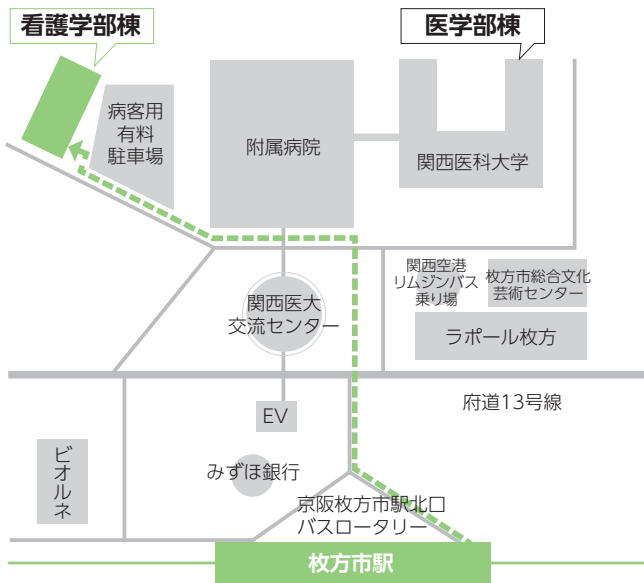 看護学部棟
医学部棟
病客用
有料
駐車場
附属病院
関西医科大学
関西空港
リムジンバス
乗り場
枚方市総合文化
芸術センター
関西医大
交流センター
ラポール枚方
府道13号線
EV
ビオルネ
みずほ銀行
京阪枚方市駅北口
バスロータリー
枚方市駅